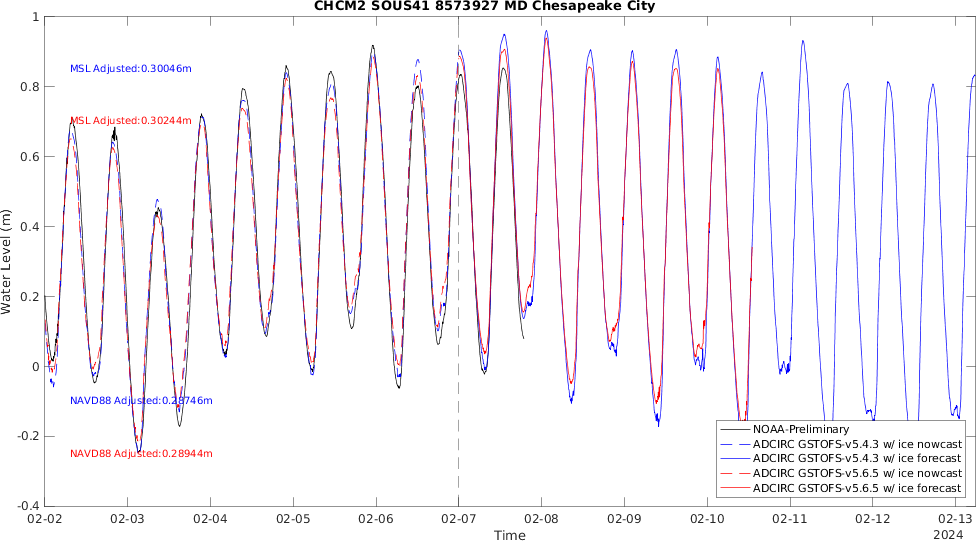 CHCM2 SOUS41 8573927 MD Chesapeake City
1
0.8
0.6
0.4
0.2
0
-0.2
-0.4
Water Level (m)
MSL Adjusted:0.30046m
MSL Adjusted:0.30244m
NAVD88 Adjusted:0.28746m
NAVD88 Adjusted:0.28944m
NOAA-Preliminary
ADCIRC GSTOFS-v5.4.3 w/ ice nowcast
ADCIRC GSTOFS-v5.4.3 w/ ice forecast
ADCIRC GSTOFS-v5.6.5 w/ ice nowcast
ADCIRC GSTOFS-v5.6.5 w/ ice forecast
02-02 02-03 02-04 02-05 02-06 02-07 02-08 02-09 02-10 02-11 02-12 02-13
Time
2024